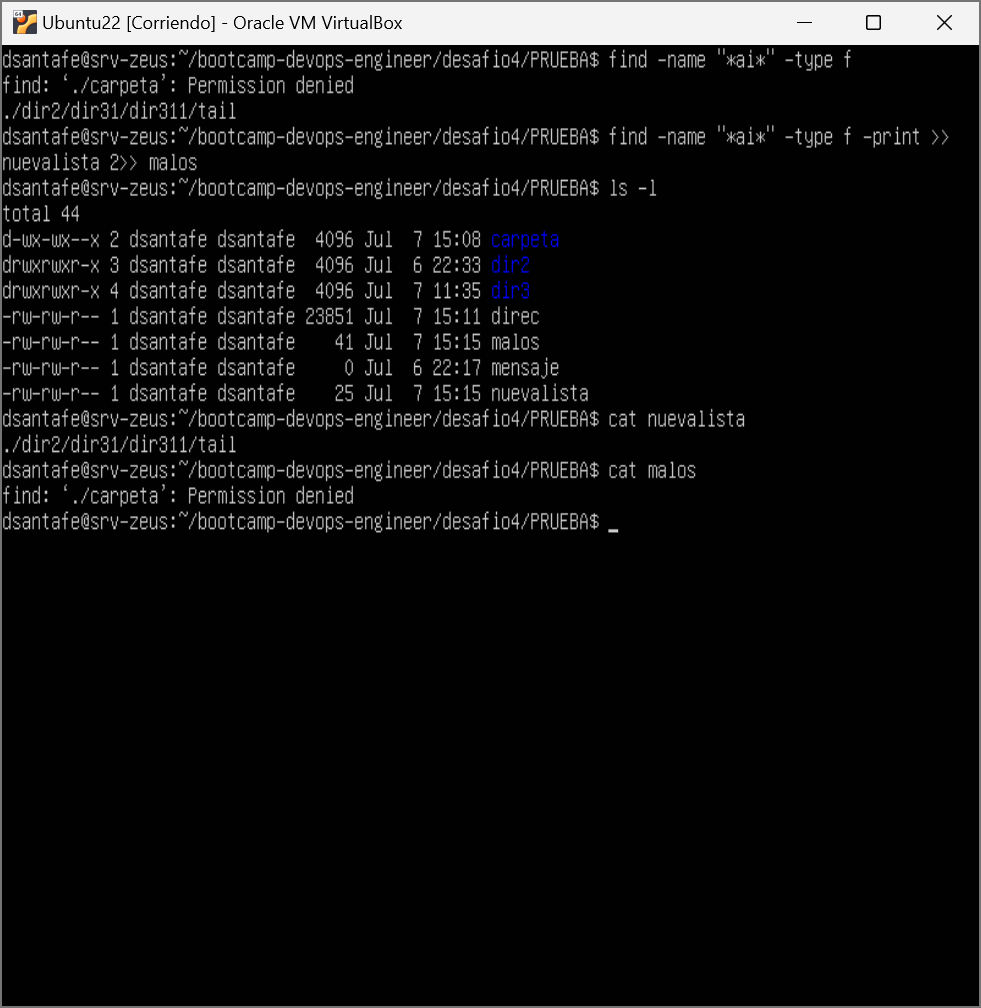 Ubuntu22 [Corriendo] - Oracle VM VirtualBox
dsantafe@srv-zeus:~/bootcamp-devops-engineer/desafio4/PRUEBA$ find -name "*ai*" -type f
find: ‘./carpeta’: Permission denied
./dir2/dir31/dir311/tail
dsantafe@srv-zeus:~/bootcamp-devops-engineer/desafio4/PRUEBA$ find -name "*ai*" -type f -print >>
nuevalista 2>> malos
dsantafe@srv-zeus:~/bootcamp-devops-engineer/desafio4/PRUEBA$ ls -l
total 44
d-wx-wx--x 2 dsantafe dsantafe  4096 Jul  7 15:08 carpeta
drwxrwxr-x 3 dsantafe dsantafe  4096 Jul  6 22:33 dir2
drwxrwxr-x 4 dsantafe dsantafe  4096 Jul  7 11:35 dir3
-rw-rw-r-- 1 dsantafe dsantafe 23851 Jul  7 15:11 direc
-rw-rw-r-- 1 dsantafe dsantafe    41 Jul  7 15:15 malos
-rw-rw-r-- 1 dsantafe dsantafe     0 Jul  6 22:17 mensaje
-rw-rw-r-- 1 dsantafe dsantafe    25 Jul  7 15:15 nuevalista
dsantafe@srv-zeus:~/bootcamp-devops-engineer/desafio4/PRUEBA$ cat nuevalista
./dir2/dir31/dir311/tail
dsantafe@srv-zeus:~/bootcamp-devops-engineer/desafio4/PRUEBA$ cat malos
find: ‘./carpeta’: Permission denied
dsantafe@srv-zeus:~/bootcamp-devops-engineer/desafio4/PRUEBA$ _